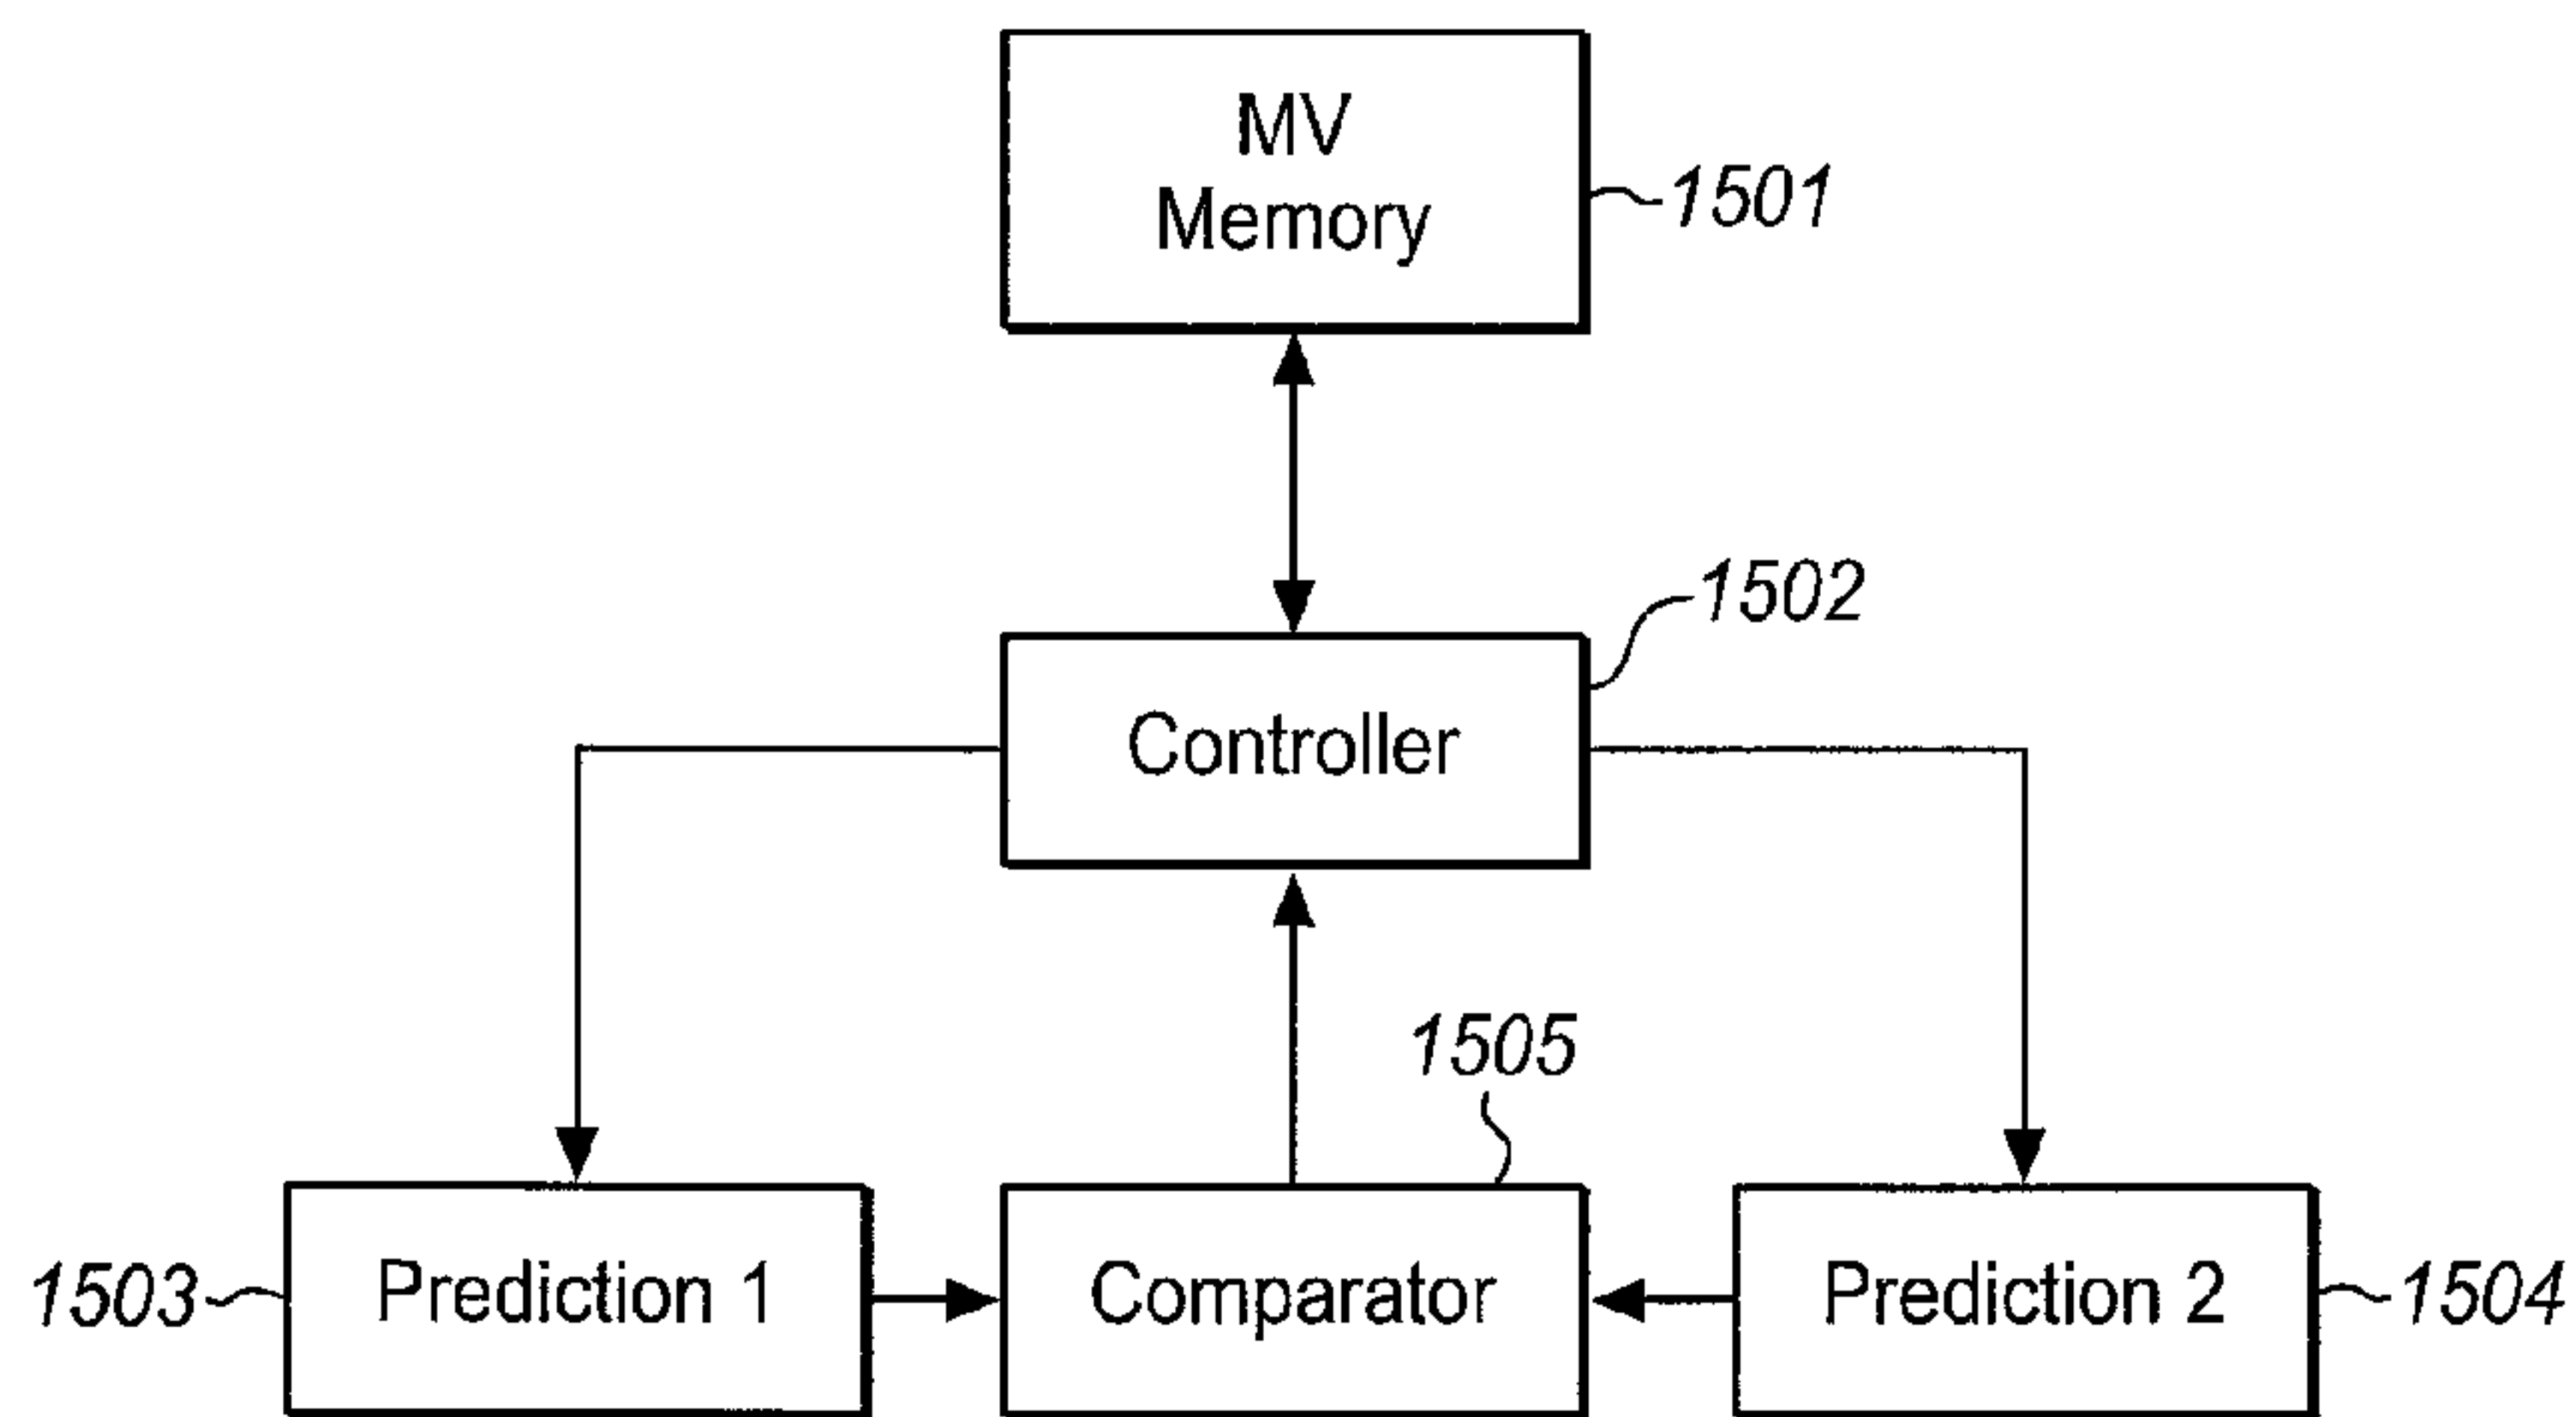 MV
Memory
1501
1502
Controller
1505
1503
Prediction 1
Comparator
Prediction 2
1504